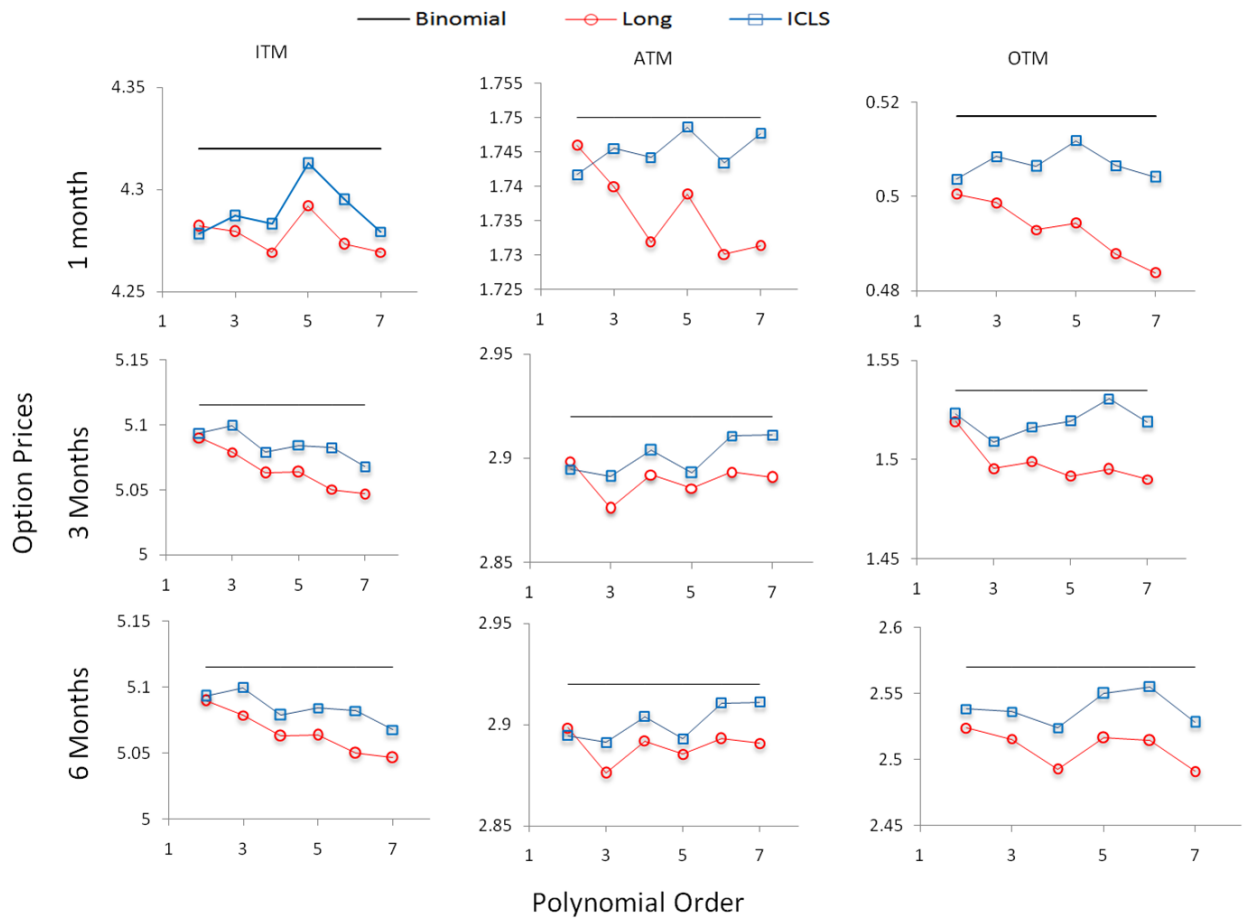 Binomial Long ICLS
ITM ATM OTM
4.35 1.755 0.52
1.75
1.745
4.3 1.74 0.5
1.735
1.73
4.25 1.725 0.48
1 3 5 7 1 3 5 7 1 3 5 7
1 month
5.15 2.95 1.55
5.1
2.9 1.5
5.05
5 2.85 1.45
1 3 5 7 1 3 5 7 1 3 5 7
3 Months
Option Prices
5.15 2.95 2.6
5.1 2.55
2.9
5.05 2.5
5 2.85 2.45
1 3 5 7 1 3 5 7 1 3 5 7
6 Months
Polynomial Order